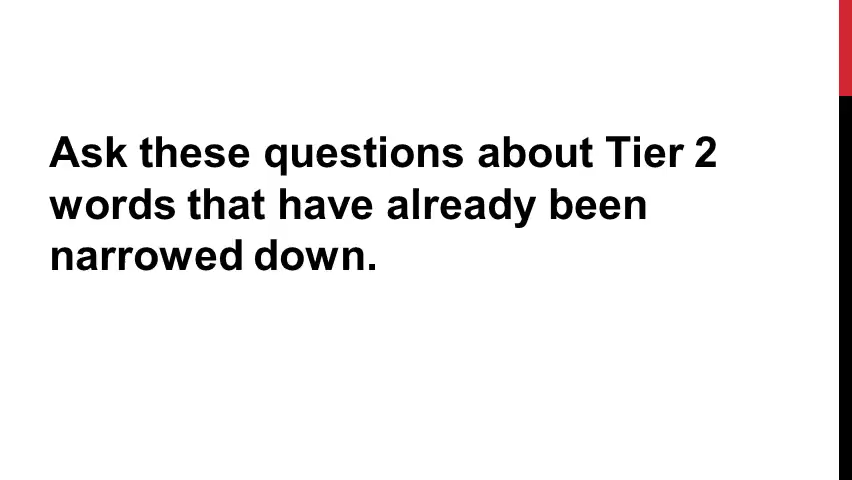 Ask these questions about Tier 2
words that have already been
narrowed down.